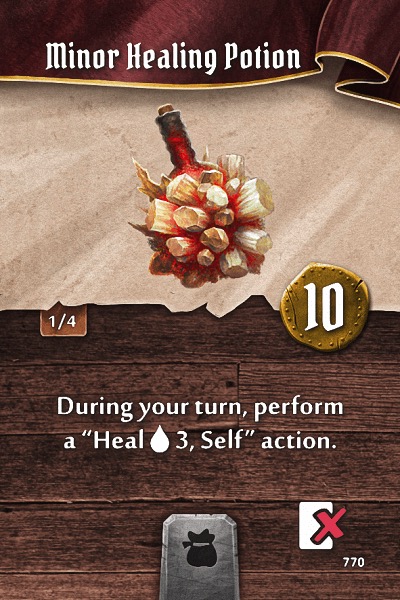 Minor Healing Potion
1/4
10
During your turn, perform
a “Heal 3, Self” action.
770